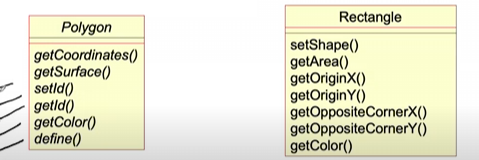 Polygon
getCoordinates()
getSurface()
setId()
getId()
getColor()
define()
Rectangle
setShape()
getArea()
getOriginX()
getOriginY()
getOppositeCornerX()
getOppositeCornerY()
getColor()